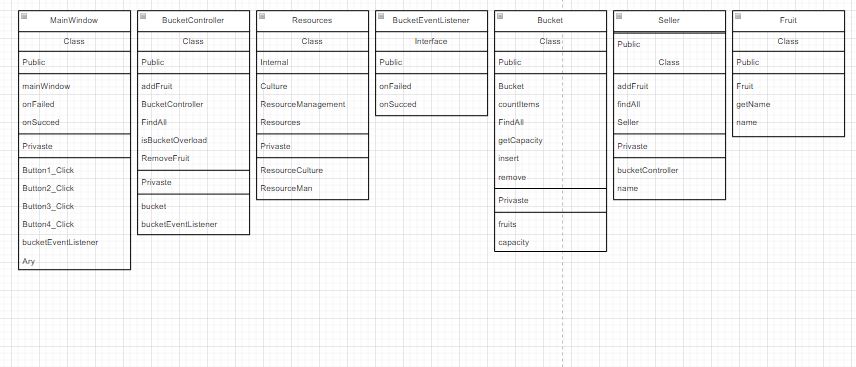 MainWindow
Class
Public
mainWindow
onFailed
onSucced
Privaste
Button1_Click
Button2_Click
Button3_Click
Button4_Click
bucketEventListener
Ary
BucketController
Class
Public
addFruit
BucketController
FindAll
isBucketOverload
RemoveFruit
Privaste
bucket
bucketEventListener
Resources
Class
Internal
Culture
ResourceManagement
Resources
Privaste
ResourceCulture
ResourceMan
BucketEventListener
Interface
Public
onFailed
onSucced
Bucket
Class
Public
Bucket
countItems
FindAll
getCapacity
insert
remove
Privaste
fruits
capacity
Seller
Public
Class
addFruit
findAll
Seller
Privaste
bucketController
name
Fruit
Class
Public
Fruit
getName
name